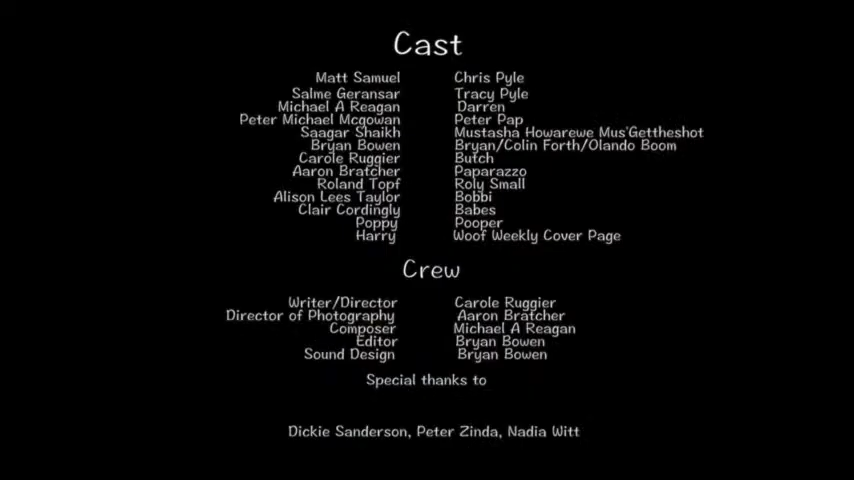 Cast
Matt Samuel Chris Pyle
Salme Geransar Tracy Pyle
Michael A Reagan Darren
Peter Michael Mcgowan Peter Pap
Saagar Shaikh Mustasha Howarewe Mus'Gettheshot
Bryan Bowen Bryan/Colin Forth/Olando Boom
Carole Ruggier Butch
Aaron Bratcher Paparazzo
Roland Topf Roly Small
Alison Lees Taylor Bobbi
Clair Cordingly Babes
Poppy Pooper
Harry Woof Weekly Cover Page
Crew
Writer/Director Carole Ruggier
Director of Photography Aaron Bratcher
Composer Michael A Reagan
Editor Bryan Bowen
Sound Design Bryan Bowen
Special thanks to
Dickie Sanderson, Peter Zinda, Nadia Witt